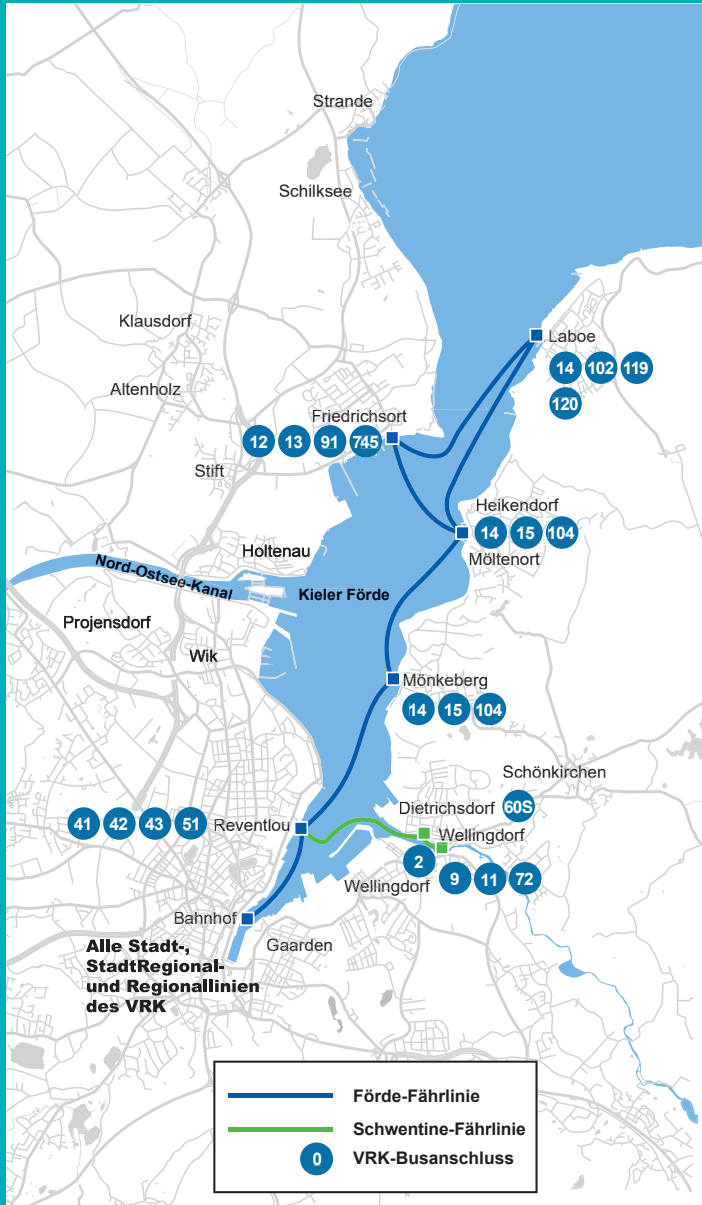 Strande
Schilksee
Klausdorf
Laboe
14 102 119
120
Altenholz
Friedrichsort
12 13 91 745
Stift
Heikendorf
14 15 104
Möltenort
Holtenau
Nord-Ostsee-Kanal
Kieler Förde
Projensdorf
Wik
Mönkeberg
14 15 104
Schönkirchen
Dietrichsdorf 60S
41 42 43 51 Reventlou
Wellingdorf
2
9 11 72
Wellingdorf
Bahnhof
Gaarden
Alle Stadt-,
StadtRegional-
und Regionallinien
des VRK
Förde-Fährlinie
Schwentine-Fährlinie
0 VRK-Busanschluss